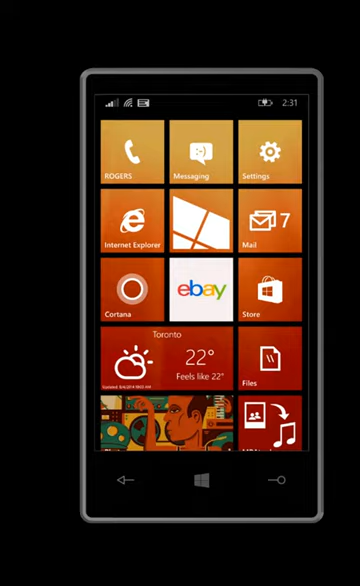 2:31
ROGERS
Messaging
Settings
:-)
Internet Explorer
7
Mail
ebay
Cortana
Store
Toronto
22°
Feels like 22°
Files